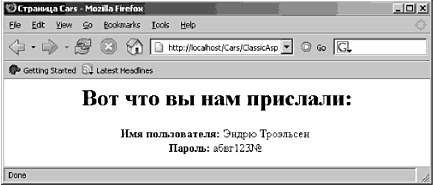 Страница Cars - Mozilla Firefox
File Edit View Go Bookmarks Tools Help
http://localhost/Cars/ClassicAsp Go
Getting Started Latest Headlines
Вот что вы нам прислали:
Имя пользователя: Эндрю Троэльсен
Пароль: абвг123№
Done